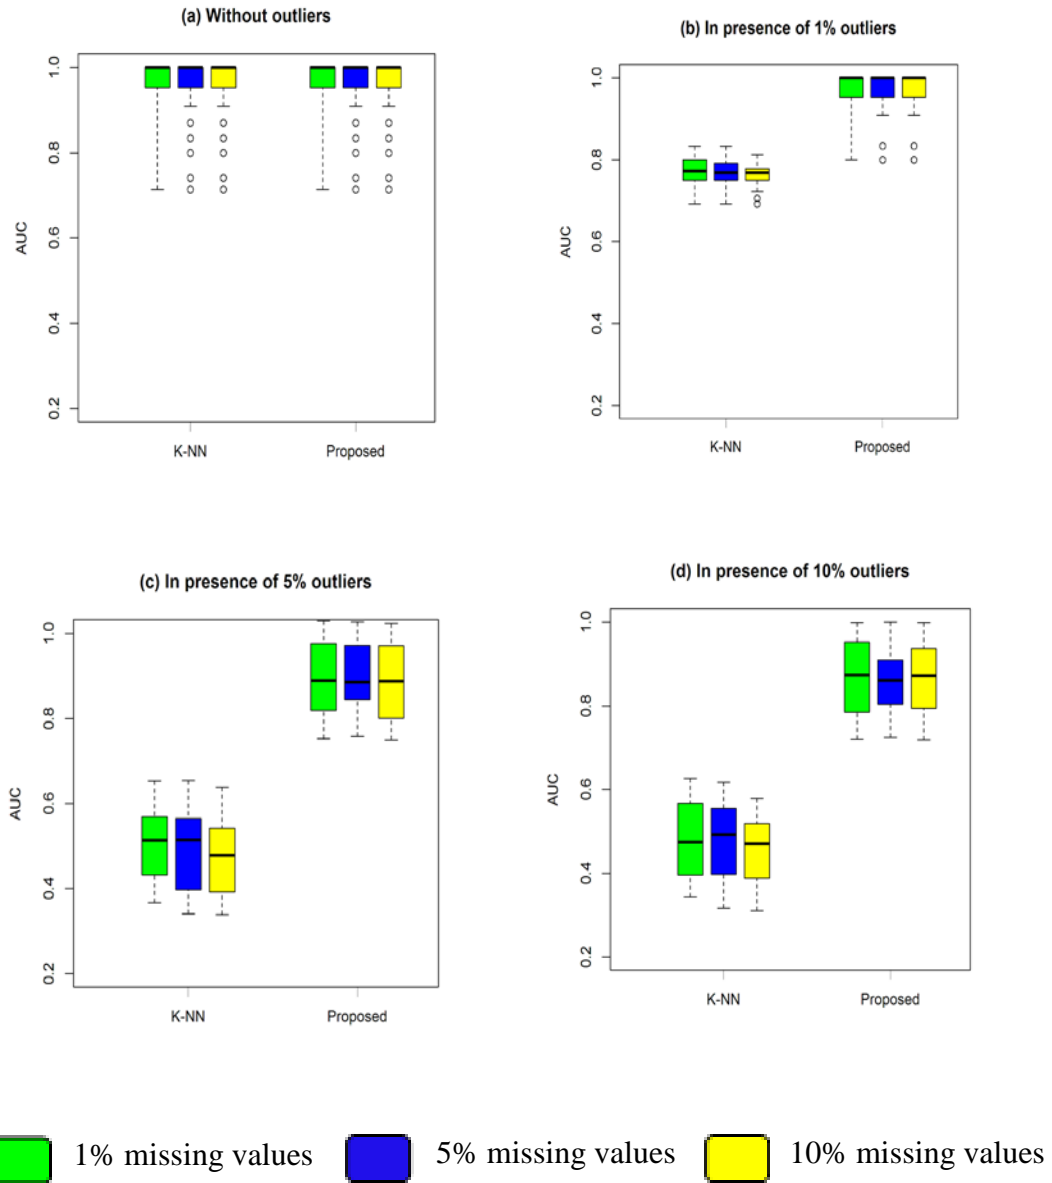 (a) Without outliers
1.0
0.8
0.6
0.4
0.2
AUC
K-NN Proposed
(b) In presence of 1% outliers
1.0
0.8
0.6
0.4
0.2
AUC
K-NN Proposed
(c) In presence of 5% outliers
1.0
0.8
0.6
0.4
0.2
AUC
K-NN Proposed
(d) In presence of 10% outliers
1.0
0.8
0.6
0.4
0.2
AUC
K-NN Proposed
1% missing values 5% missing values 10% missing values